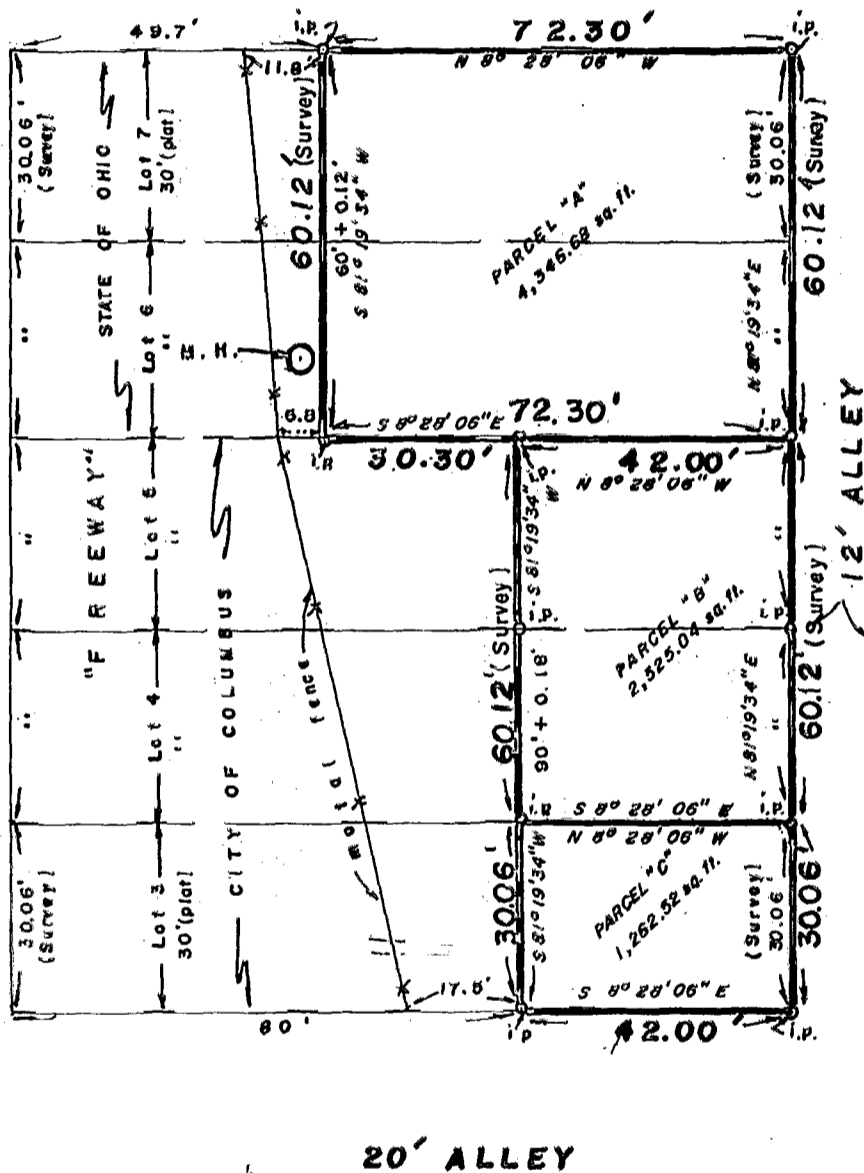 49.7'
i.p.
72.30'
i.p.
11.8'
N 8° 28' 06" W
30.06'
(Survey)
Lot 7
30'(plat)
STATE OF OHIO
60.12'(Survey)
60' + 0.12'
S 81° 19' 34" W
PARCEL "A"
4,346.68 sq. ft.
(Survey)
30.06'
60.12'(Survey)
"
Lot 6
"
M.H.
N 81° 19' 34" E
"
6.8
S 8° 28' 06" E
72.30'
i.p.
i.p.
30.30'
i.p.
42.00'
N 8° 28' 06" W
12' ALLEY
"FREEWAY"
"
Lot 5
"
CITY OF COLUMBUS
metal fence
S 81° 19' 34" W
"
i.p.
i.p.
PARCEL "B"
2,525.04 sq. ft.
60.12'(Survey)
60.12'(Survey)
90' + 0.18'
"
Lot 4
"
N 81° 19' 34" E
"
i.p.
S 8° 28' 06" E
i.p.
N 8° 28' 06" W
30.06'
(Survey)
Lot 3
30'(plat)
30.06'
S 81° 19' 34" W
PARCEL "C"
1,262.52 sq. ft.
(Survey)
30.06'
30.06'
17.5'
S 8° 28' 06" E
80'
i.p.
42.00'
i.p.
20' ALLEY